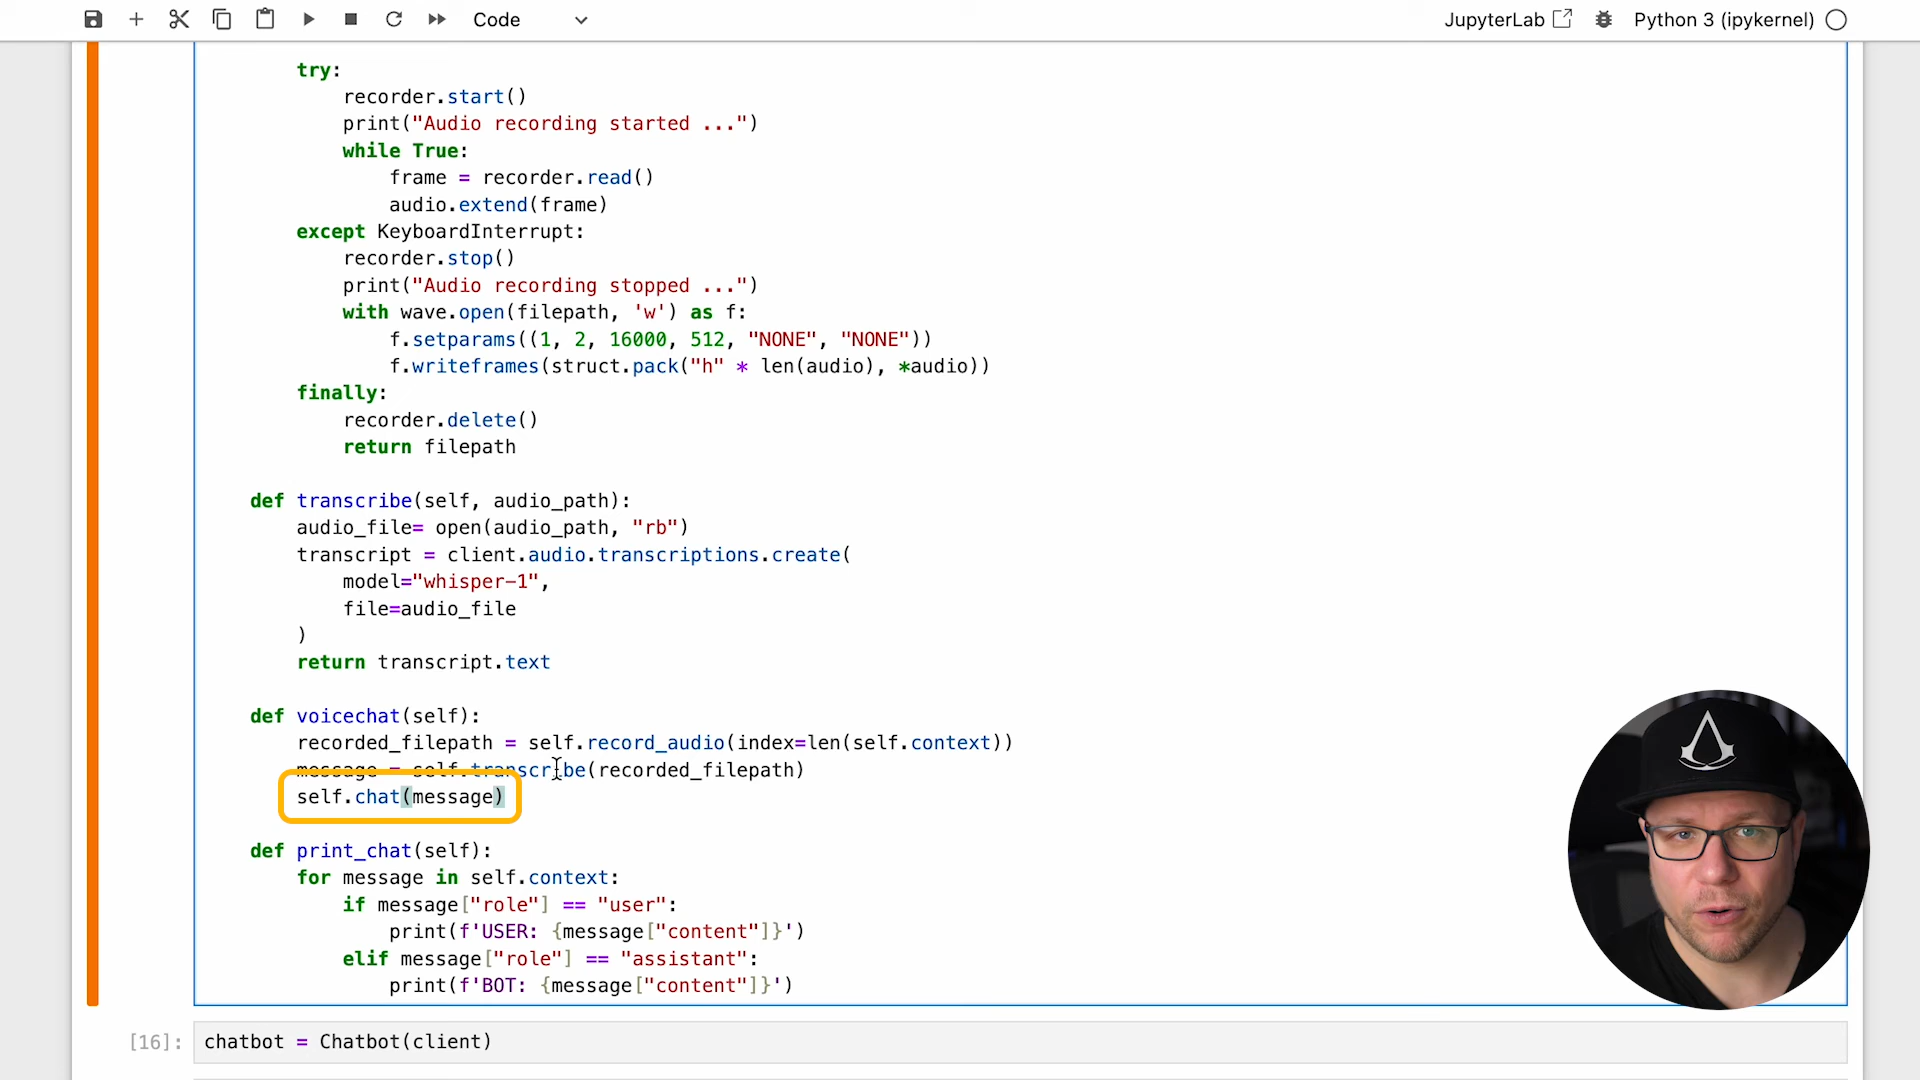 Code
JupyterLab
Python 3 (ipykernel)
try:
recorder.start()
print("Audio recording started ...")
while True:
frame = recorder.read()
audio.extend(frame)
except KeyboardInterrupt:
recorder.stop()
print("Audio recording stopped ...")
with wave.open(filepath, 'w') as f:
f.setparams((1, 2, 16000, 512, "NONE", "NONE"))
f.writeframes(struct.pack("h" * len(audio), *audio))
finally:
recorder.delete()
return filepath
def transcribe(self, audio_path):
audio_file= open(audio_path, "rb")
transcript = client.audio.transcriptions.create(
model="whisper-1",
file=audio_file
)
return transcript.text
def voicechat(self):
recorded_filepath = self.record_audio(index=len(self.context))
message = self.transcribe(recorded_filepath)
self.chat(message)
def print_chat(self):
for message in self.context:
if message["role"] == "user":
print(f'USER: {message["content"]}')
elif message["role"] == "assistant":
print(f'BOT: {message["content"]}')
[16]: chatbot = Chatbot(client)